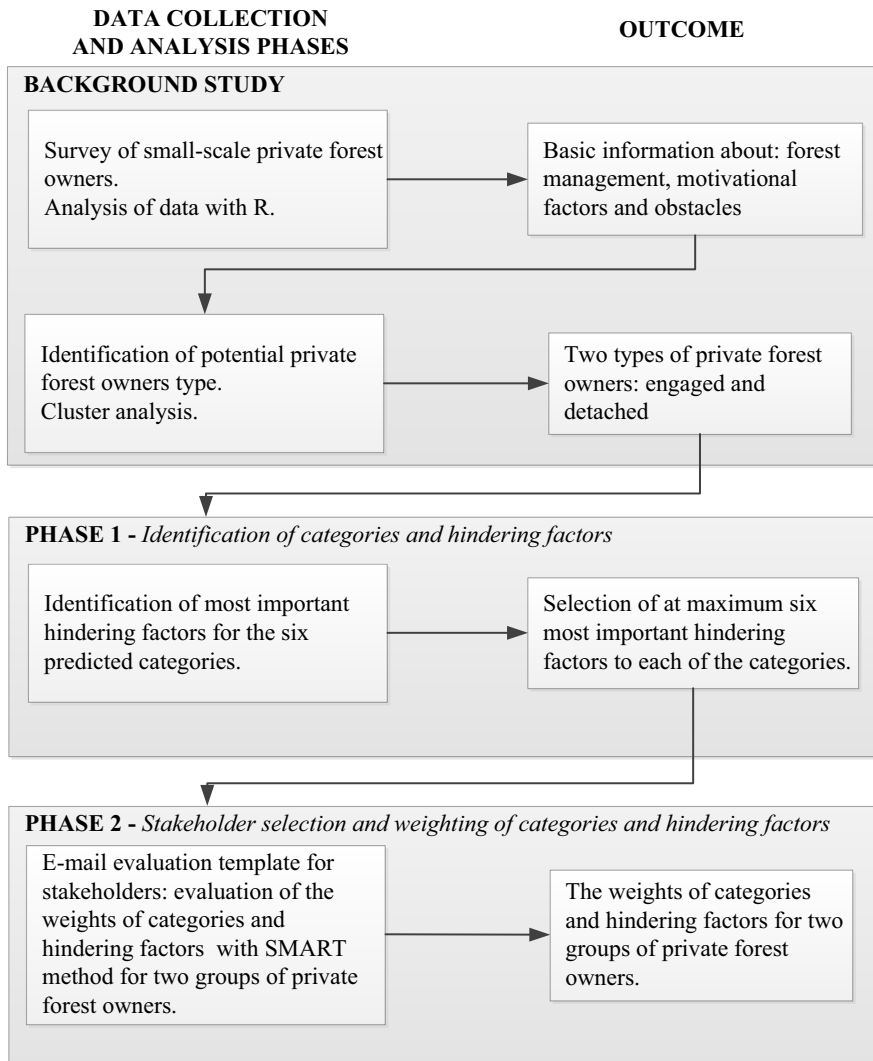 DATA COLLECTION
AND ANALYSIS PHASES
OUTCOME
BACKGROUND STUDY
Survey of small-scale private forest
owners.
Analysis of data with R.
Basic information about: forest
management, motivational
factors and obstacles
Identification of potential private
forest owners type.
Cluster analysis.
Two types of private forest
owners: engaged and
detached
PHASE 1 - Identification of categories and hindering factors
Identification of most important
hindering factors for the six
predicted categories.
Selection of at maximum six
most important hindering
factors to each of the categories.
PHASE 2 - Stakeholder selection and weighting of categories and hindering factors
E-mail evaluation template for
stakeholders: evaluation of the
weights of categories and
hindering factors with SMART
method for two groups of private
forest owners.
The weights of categories
and hindering factors for two
groups of private forest
owners.